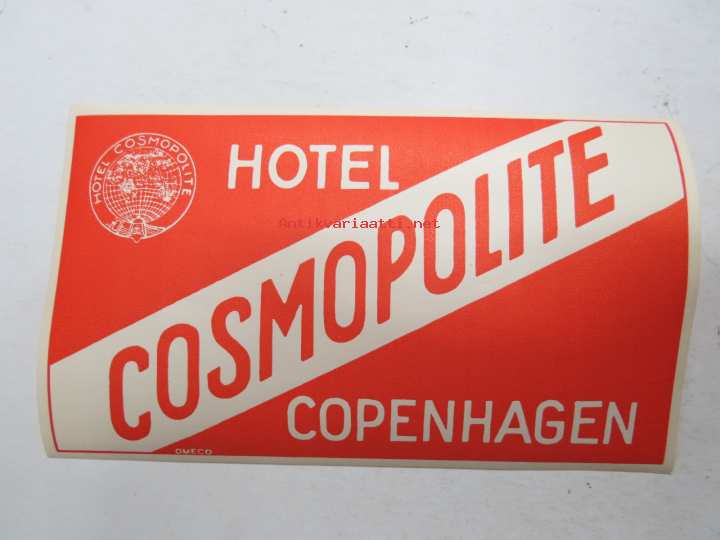 HOTEL COSMOPOLITE
HOTEL
Antikvariaatti.net
COSMOPOLITE
COPENHAGEN
OMECO